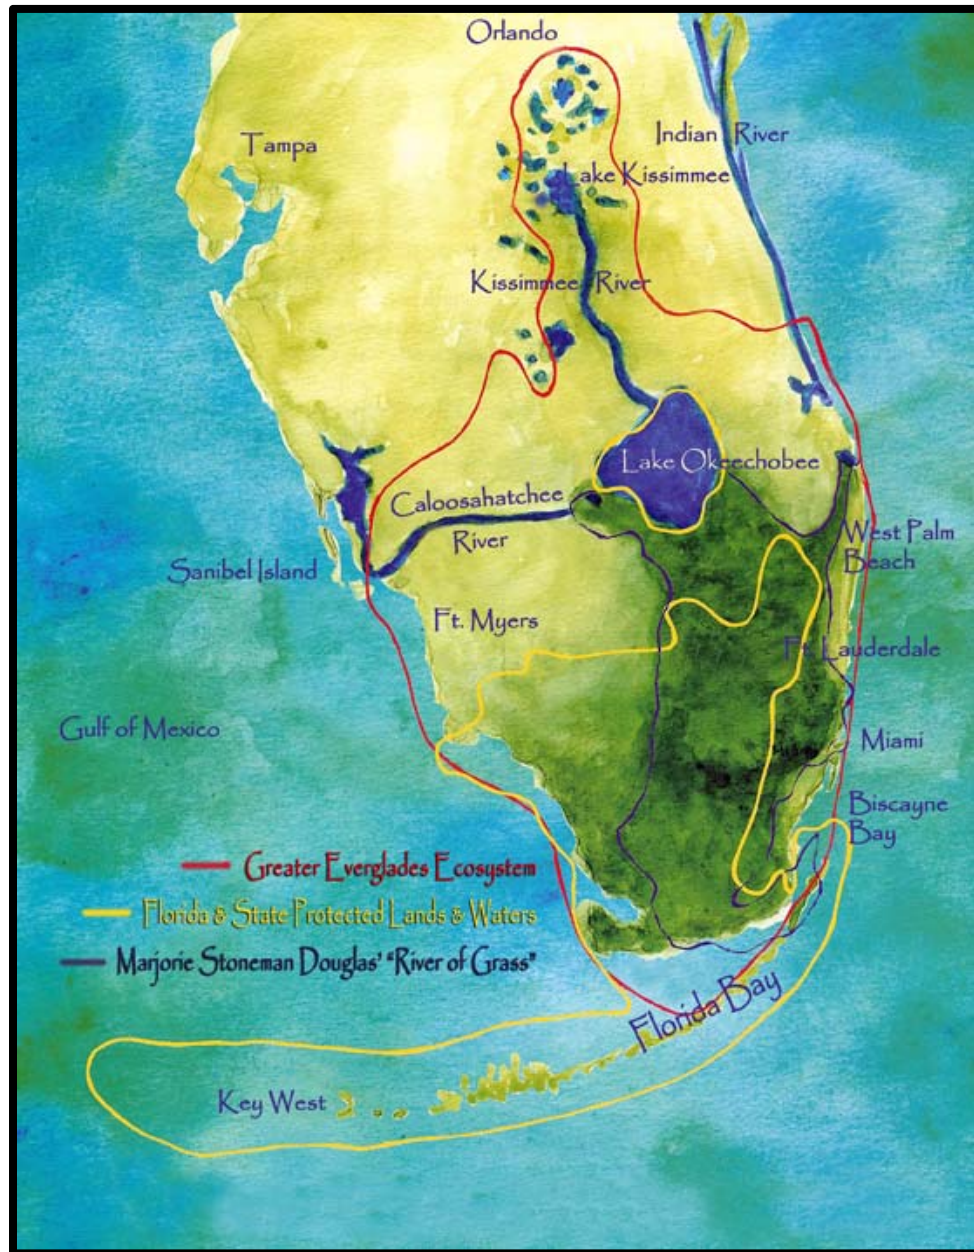 Orlando
Tampa
Indian River
Lake Kissimmee
Kissimmee River
Lake Okeechobee
Caloosahatchee
River
West Palm
Beach
Sanibel Island
Ft. Myers
Ft. Lauderdale
Gulf of Mexico
Miami
Biscayne
Bay
Greater Everglades Ecosystem
Florida & State Protected Lands & Waters
Marjorie Stoneman Douglas' "River of Grass"
Florida Bay
Key West